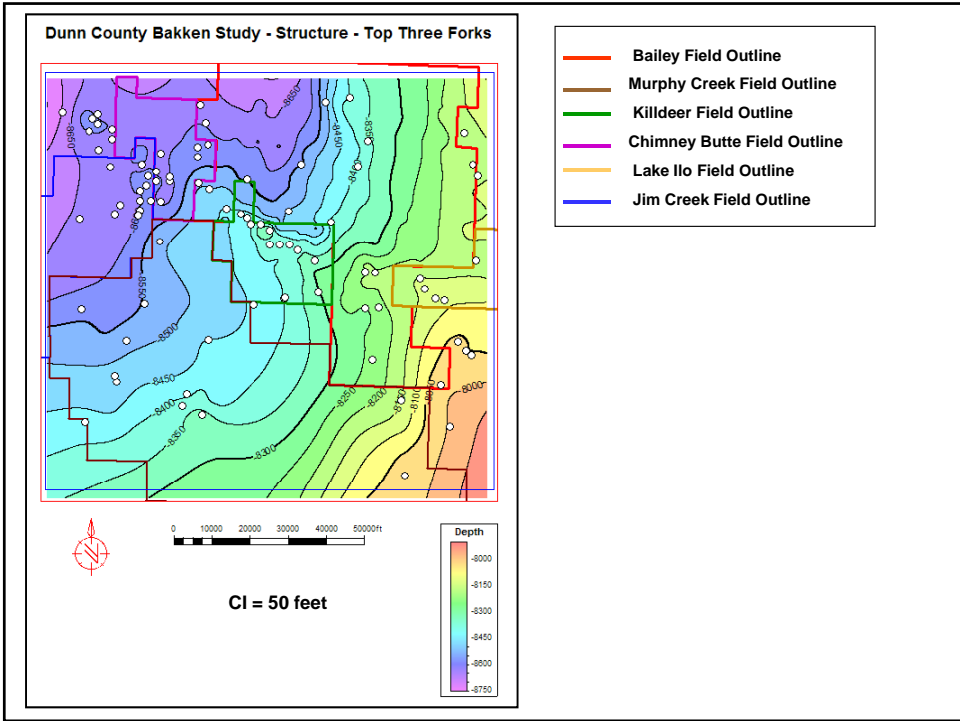 Dunn County Bakken Study - Structure - Top Three Forks
-8650
-8650
-8450
-8350
-8400
-8550
-8500
-8450
-8400
-8350
-8300
-8250
-8200
-8100
-8000
0 10000 20000 30000 40000 50000ft
CI = 50 feet
N
Depth
-8000
-8150
-8300
-8450
-8600
-8750
Bailey Field Outline
Murphy Creek Field Outline
Killdeer Field Outline
Chimney Butte Field Outline
Lake Ilo Field Outline
Jim Creek Field Outline